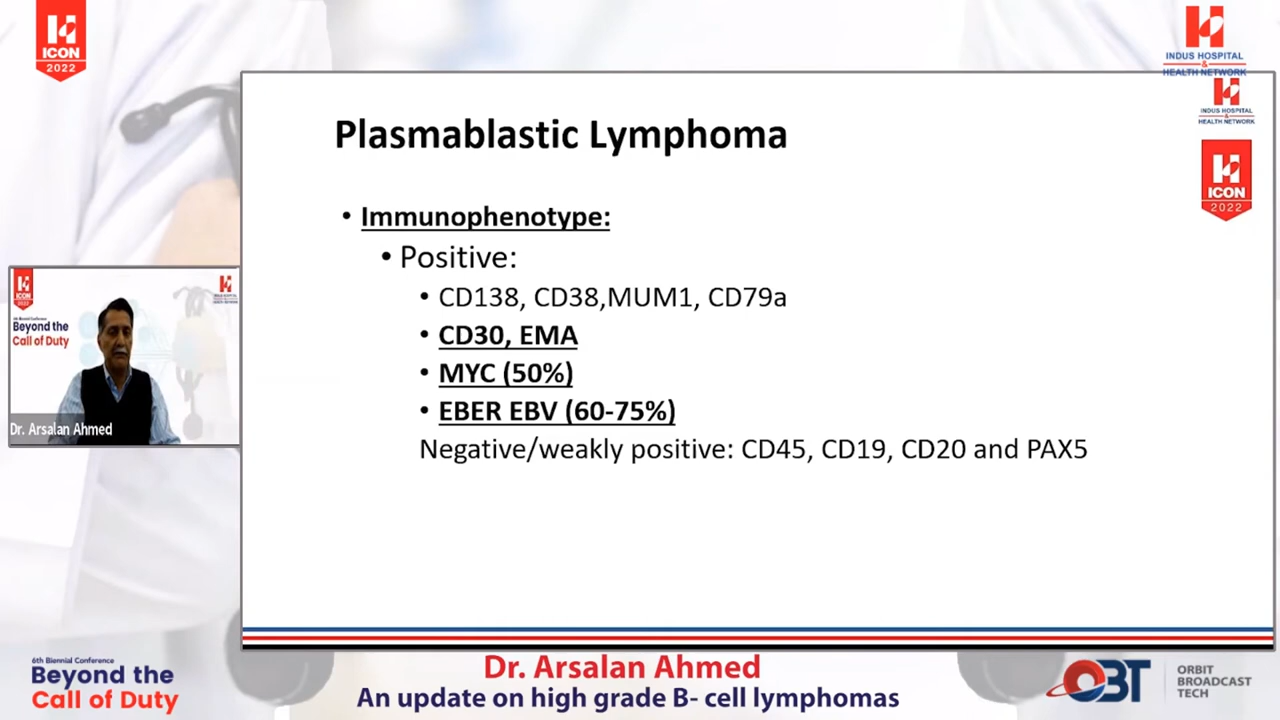 ICON
2022
INDUS HOSPITAL
&
HEALTH NETWORK
INDUS HOSPITAL
&
HEALTH NETWORK
ICON
2022
Plasmablastic Lymphoma
• Immunophenotype:
• Positive:
• CD138, CD38,MUM1, CD79a
• CD30, EMA
• MYC (50%)
• EBER EBV (60-75%)
Negative/weakly positive: CD45, CD19, CD20 and PAX5
ICON
2022
Beyond the
Call of Duty
Dr. Arsalan Ahmed
6th Biennial Conference
Beyond the
Call of Duty
Dr. Arsalan Ahmed
An update on high grade B- cell lymphomas
OBT
ORBIT
BROADCAST
TECH